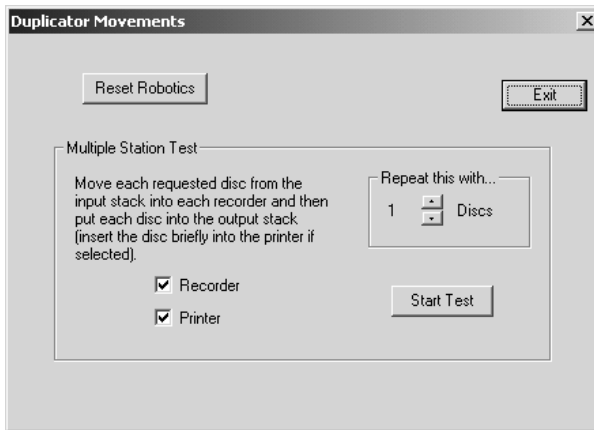 Duplicator Movements
Reset Robotics
Exit
Multiple Station Test
Move each requested disc from the
input stack into each recorder and then
put each disc into the output stack
(insert the disc briefly into the printer if
selected).
Repeat this with...
1 Discs
Recorder
Printer
Start Test